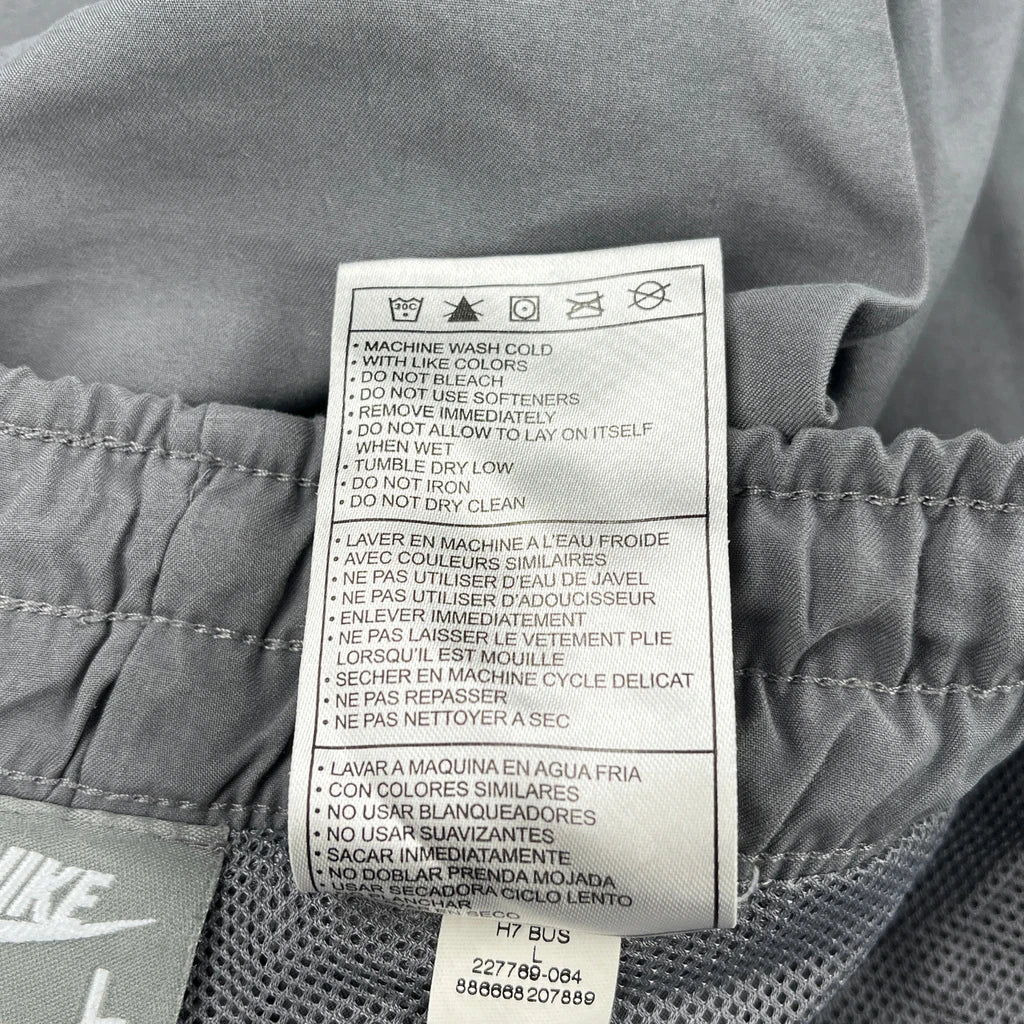 30C
• MACHINE WASH COLD
• WITH LIKE COLORS
• DO NOT BLEACH
• DO NOT USE SOFTENERS
• REMOVE IMMEDIATELY
• DO NOT ALLOW TO LAY ON ITSELF
WHEN WET
• TUMBLE DRY LOW
• DO NOT IRON
• DO NOT DRY CLEAN
• LAVER EN MACHINE A L'EAU FROIDE
• AVEC COULEURS SIMILAIRES
• NE PAS UTILISER D'EAU DE JAVEL
• NE PAS UTILISER D'ADOUCISSEUR
• ENLEVER IMMEDIATEMENT
• NE PAS LAISSER LE VETEMENT PLIE
LORSQU'IL EST MOUILLE
• SECHER EN MACHINE CYCLE DELICAT
• NE PAS REPASSER
• NE PAS NETTOYER A SEC
• LAVAR A MAQUINA EN AGUA FRIA
• CON COLORES SIMILARES
• NO USAR BLANQUEADORES
• NO USAR SUAVIZANTES
• SACAR INMEDIATAMENTE
• NO DOBLAR PRENDA MOJADA
• USAR SECADORA CICLO LENTO
PLANCHAR
EN SECO
H7 BUS
L
227769-064
886668207889
NIKE
L